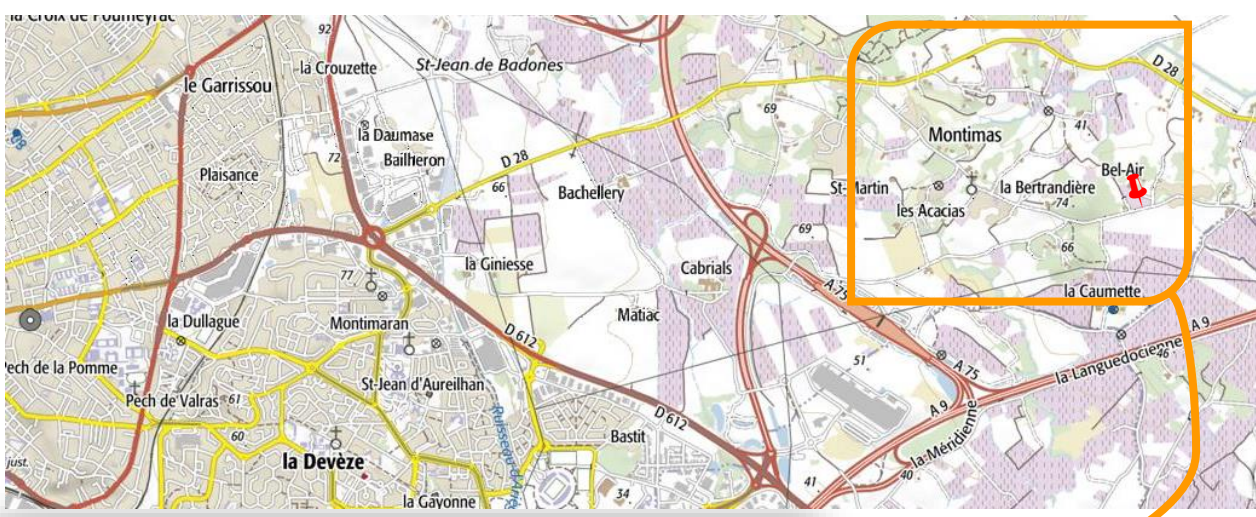 la Croix de Poumeyrac
92
la Crouzette
St-Jean de Badones
D 28
le Garrissou
69
Montimas
41
la Daumase
72
Bailheron
D 28
Plaisance
66
Bachellery
St-Martin
Bel-Air
la Bertrandière
74
les Acacias
69
66
la Giniesse
Cabrials
77
A 75
la Caumette
Matiac
la Dullague
Montimaran
D 612
A 9
la Languedocienne
46
51
A 75
Pech de la Pomme
St-Jean d'Aureilhan
Pech de Valras
61
D 612
A 9
la Méridienne
60
Bastit
la Devèze
just.
40
41
34
la Gayonne